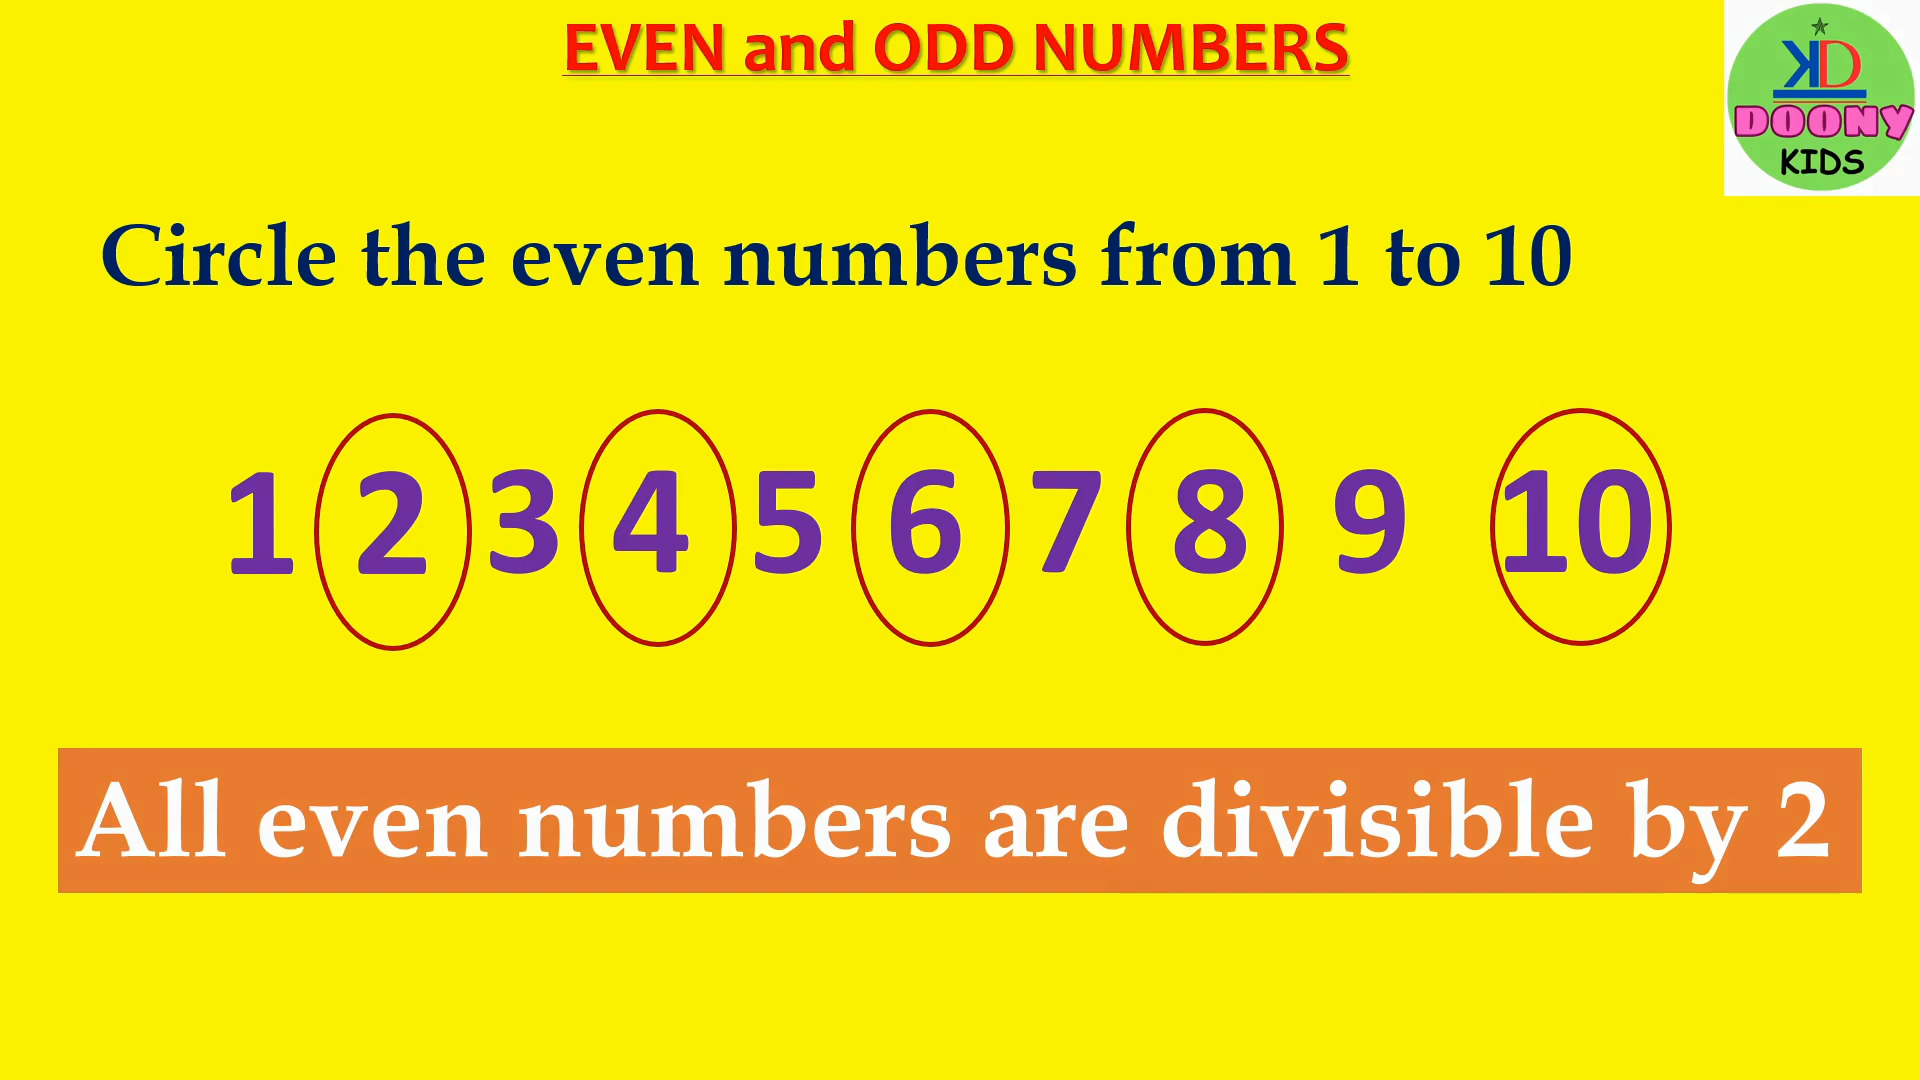 EVEN and ODD NUMBERS
KD
DOONY
KIDS
Circle the even numbers from 1 to 10
1 2 3 4 5 6 7 8 9 10
All even numbers are divisible by 2